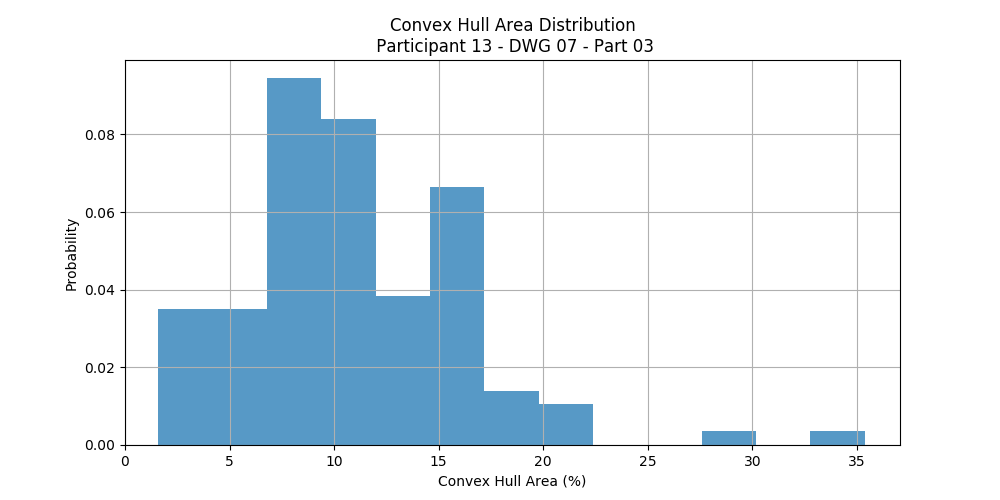 Convex Hull Area Distribution
Participant 13 - DWG 07 - Part 03
Probability
0.08
0.06
0.04
0.02
0.00
0 5 10 15 20 25 30 35
Convex Hull Area (%)